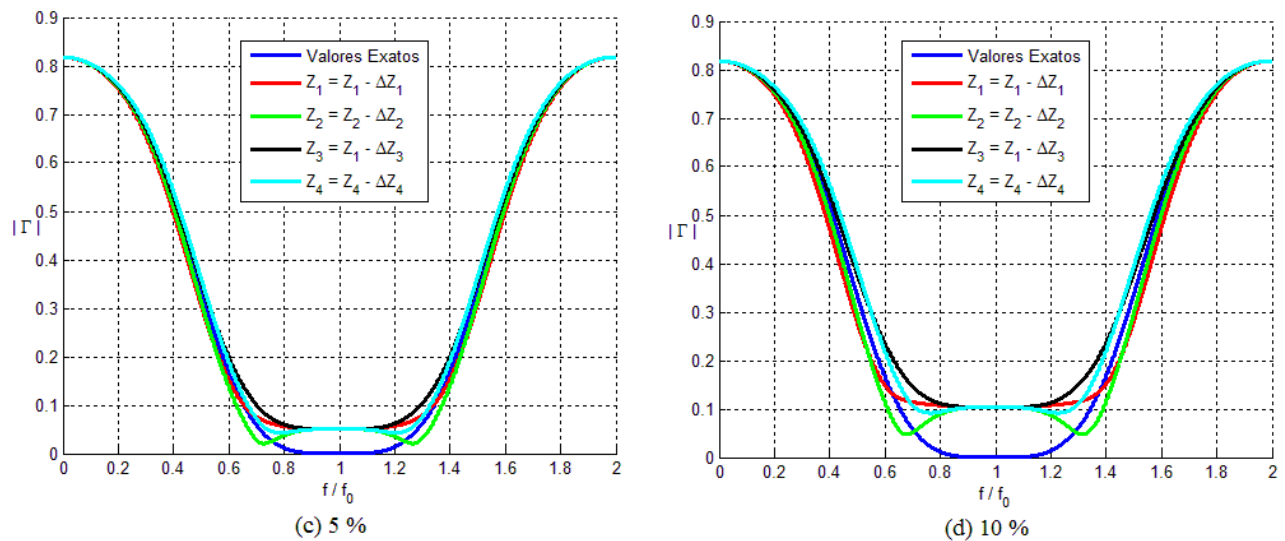 0.9
0.8
0.7
0.6
0.5
| Γ |
0.4
0.3
0.2
0.1
0
0 0.2 0.4 0.6 0.8 1 1.2 1.4 1.6 1.8 2
f / f0
Valores Exatos
Z1 = Z1 - ΔZ1
Z2 = Z2 - ΔZ2
Z3 = Z1 - ΔZ3
Z4 = Z4 - ΔZ4
(c) 5 %
0.9
0.8
0.7
0.6
0.5
| Γ |
0.4
0.3
0.2
0.1
0
0 0.2 0.4 0.6 0.8 1 1.2 1.4 1.6 1.8 2
f / f0
Valores Exatos
Z1 = Z1 - ΔZ1
Z2 = Z2 - ΔZ2
Z3 = Z1 - ΔZ3
Z4 = Z4 - ΔZ4
(d) 10 %